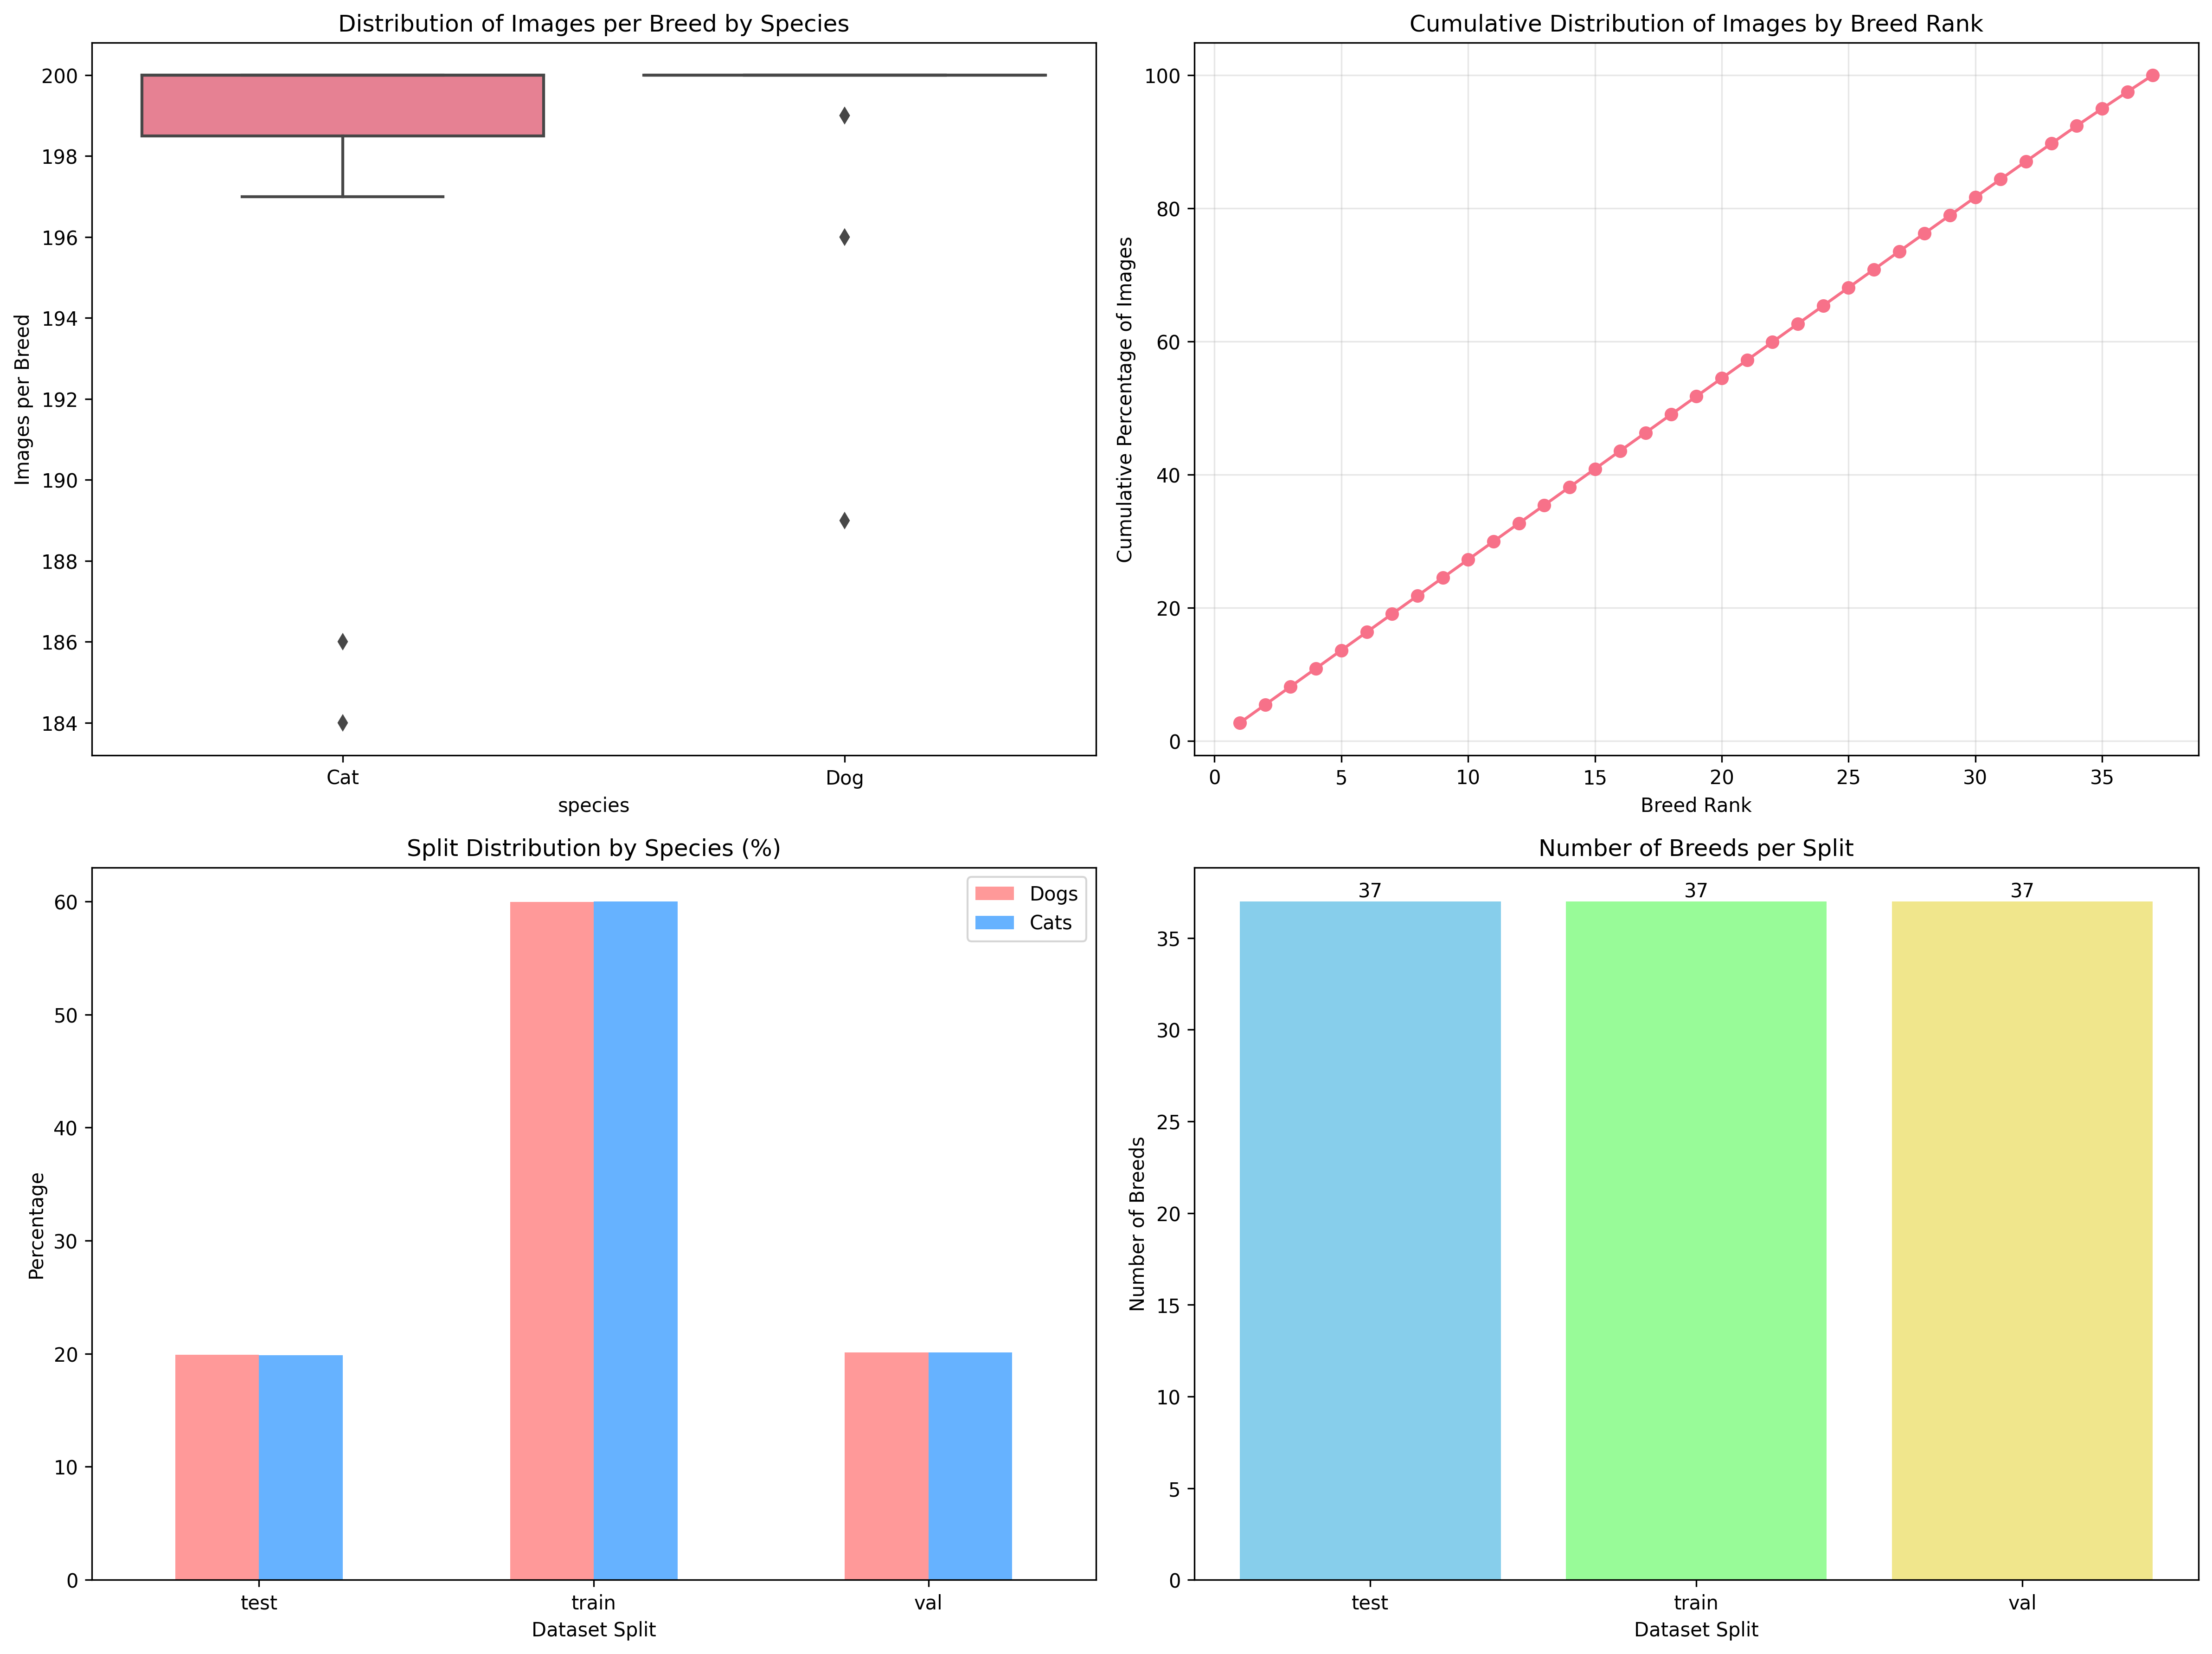 Distribution of Images per Breed by Species
Images per Breed
200
198
196
194
192
190
188
186
184
Cat
Dog
species
Cumulative Distribution of Images by Breed Rank
Cumulative Percentage of Images
100
80
60
40
20
0
0
5
10
15
20
25
30
35
Breed Rank
Split Distribution by Species (%)
Percentage
60
50
40
30
20
10
0
Dogs
Cats
test
train
val
Dataset Split
Number of Breeds per Split
Number of Breeds
37
37
37
35
30
25
20
15
10
5
0
test
train
val
Dataset Split